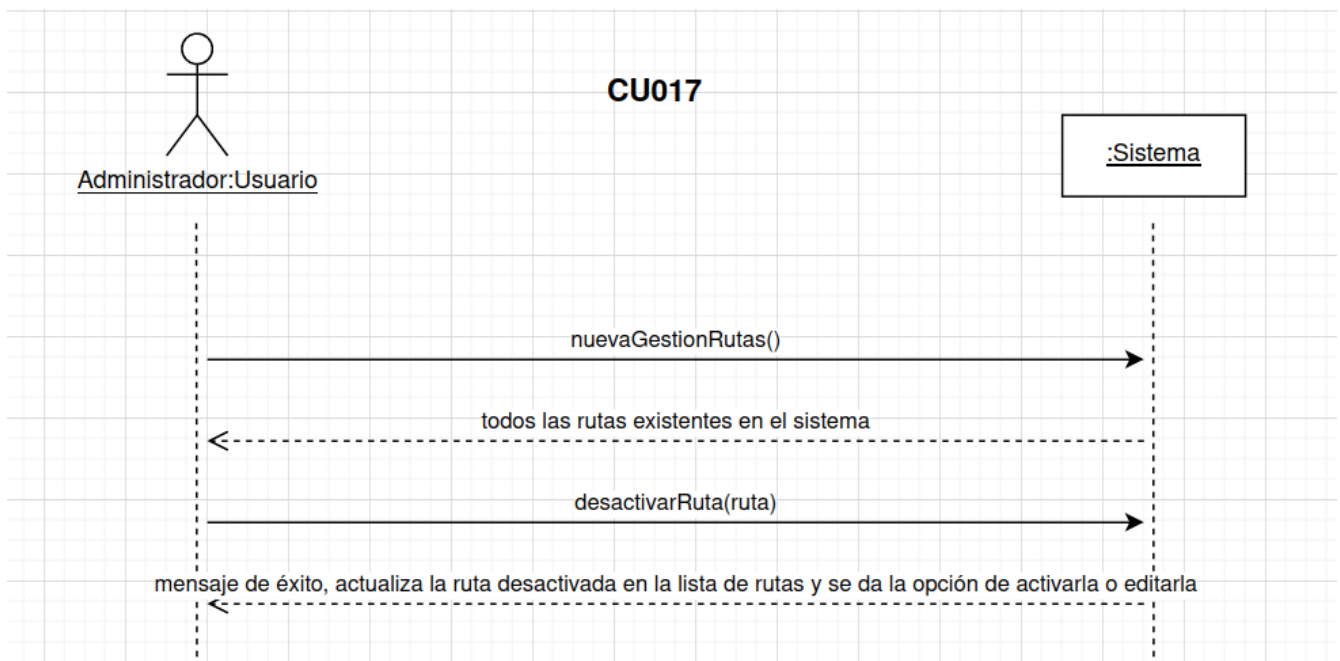 CU017
:Sistema
Administrador:Usuario
nuevaGestionRutas()
todos las rutas existentes en el sistema
desactivarRuta(ruta)
mensaje de éxito, actualiza la ruta desactivada en la lista de rutas y se da la opción de activarla o editarla